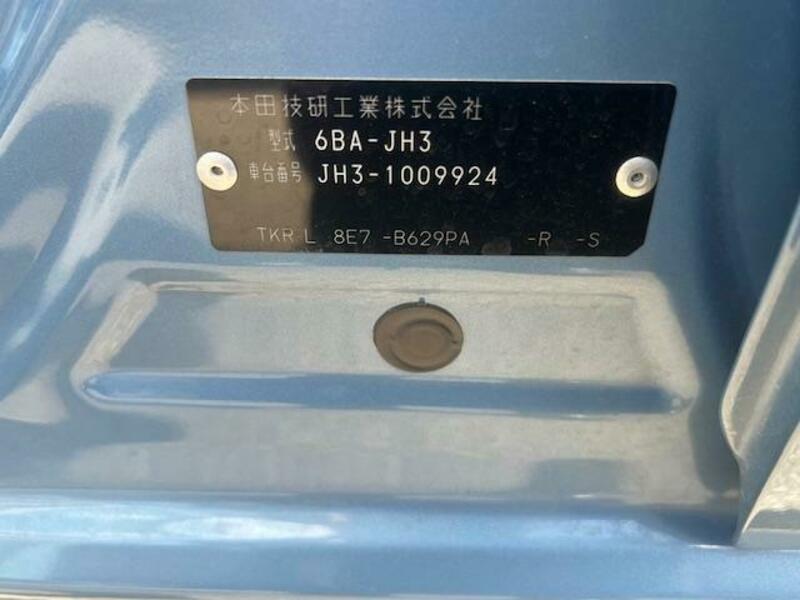 本田技研工業株式会社
型式 6BA-JH3
車台番号 JH3-1009924
TKR L 8E7 -B629PA -R -S